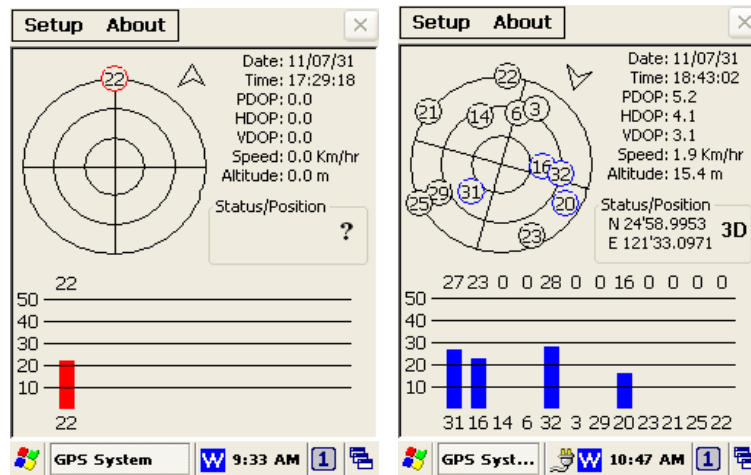 Setup About
Date: 11/07/31
Time: 17:29:18
PDOP: 0.0
HDOP: 0.0
VDOP: 0.0
Speed: 0.0 Km/hr
Altitude: 0.0 m
Status/Position
?
22
22
50
40
30
20
10
22
GPS System
W 9:33 AM 1
Setup About
Date: 11/07/31
Time: 18:43:02
PDOP: 5.2
HDOP: 4.1
VDOP: 3.1
Speed: 1.9 Km/hr
Altitude: 15.4 m
Status/Position
N 24'58.9953
E 121'33.0971
3D
22
21 14 6 3
16 32
31 29 25 20
23
27 23 0 0 28 0 0 16 0 0 0 0
50
40
30
20
10
31 16 14 6 32 3 29 20 23 21 25 22
GPS Syst... W 10:47 AM 1